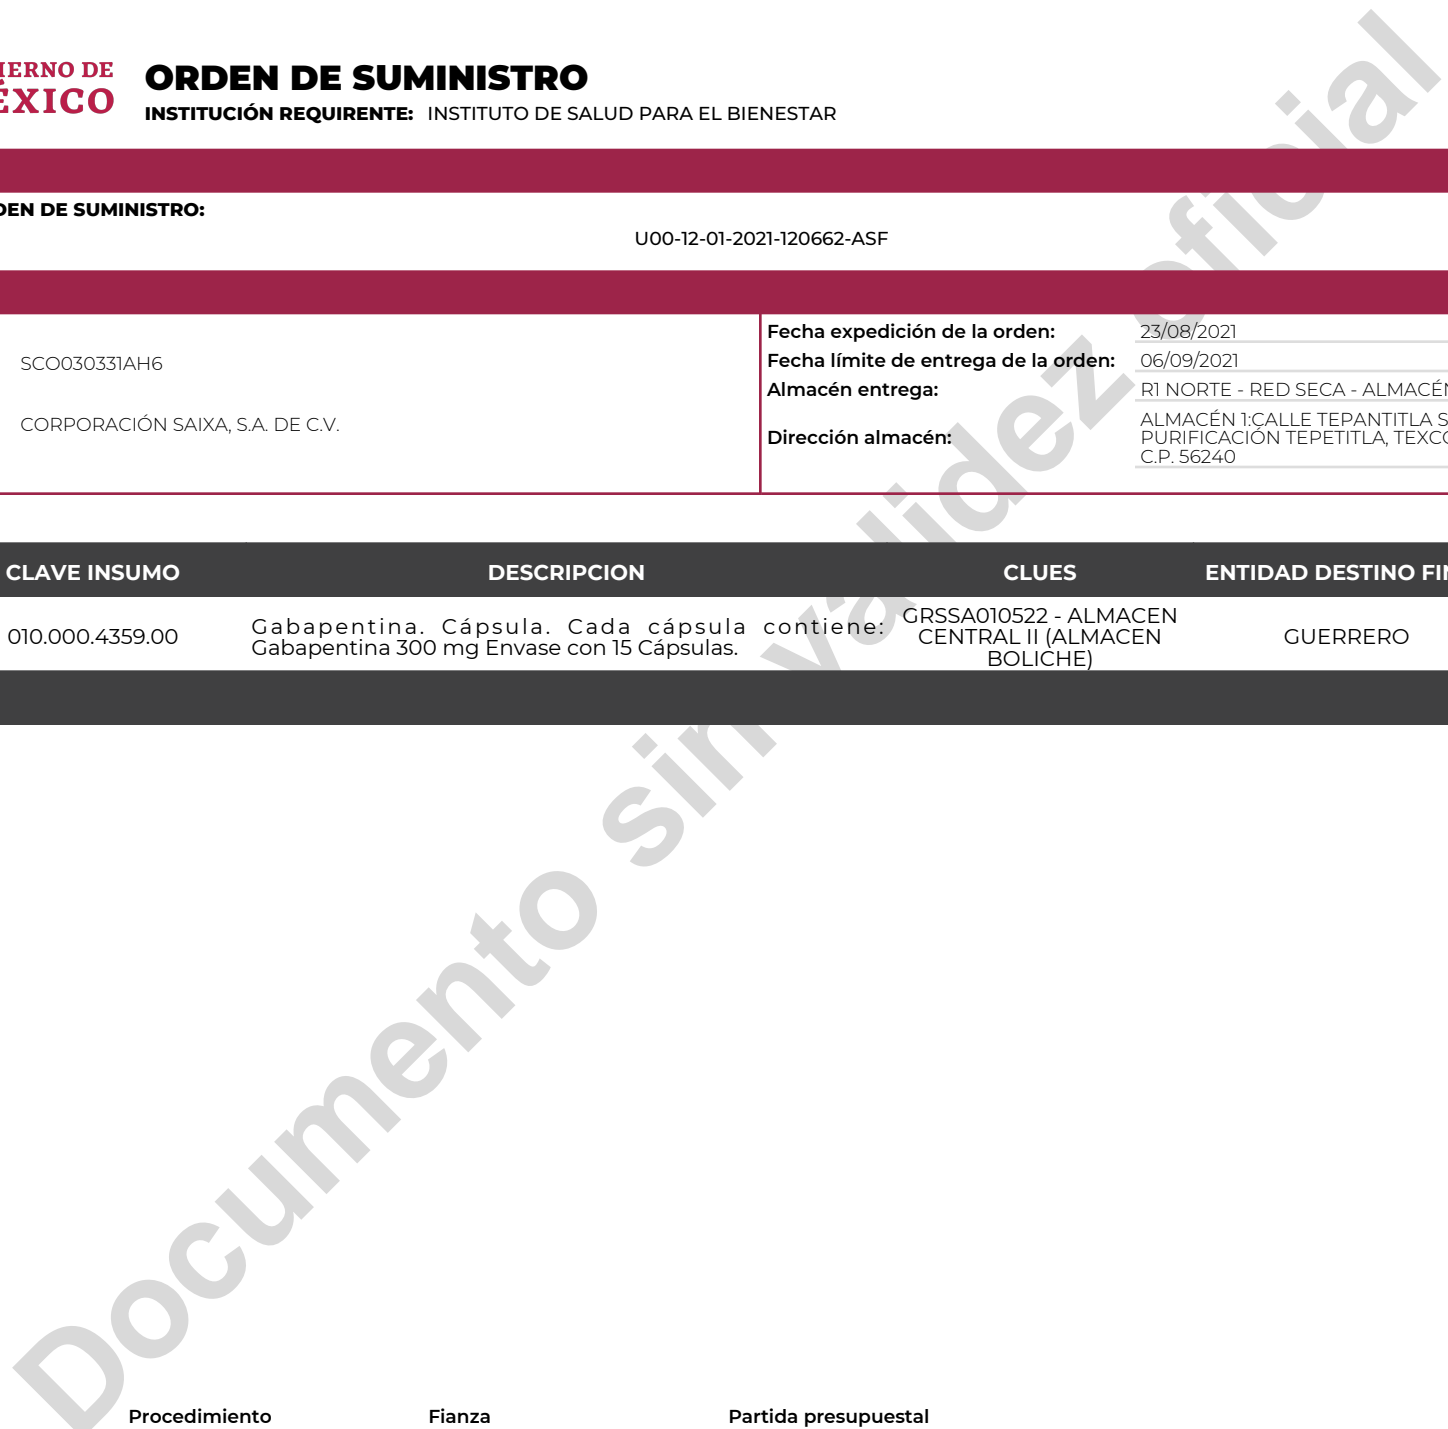 IERNO DE
ÉXICO
ORDEN DE SUMINISTRO
INSTITUCIÓN REQUIRENTE: INSTITUTO DE SALUD PARA EL BIENESTAR
DEN DE SUMINISTRO:
U00-12-01-2021-120662-ASF
SCO030331AH6
CORPORACIÓN SAIXA, S.A. DE C.V.
Fecha expedición de la orden: 23/08/2021
Fecha límite de entrega de la orden: 06/09/2021
Almacén entrega: R1 NORTE - RED SECA - ALMACÉN
Dirección almacén: ALMACÉN 1:CALLE TEPANTITLA S
PURIFICACIÓN TEPETITLA, TEXCO
C.P. 56240
CLAVE INSUMO DESCRIPCION CLUES ENTIDAD DESTINO FIN
010.000.4359.00
Gabapentina. Cápsula. Cada cápsula contiene:
Gabapentina 300 mg Envase con 15 Cápsulas.
GRSSA010522 - ALMACEN
CENTRAL II (ALMACEN
BOLICHE)
GUERRERO
Documento sin validez oficial
Procedimiento Fianza Partida presupuestal